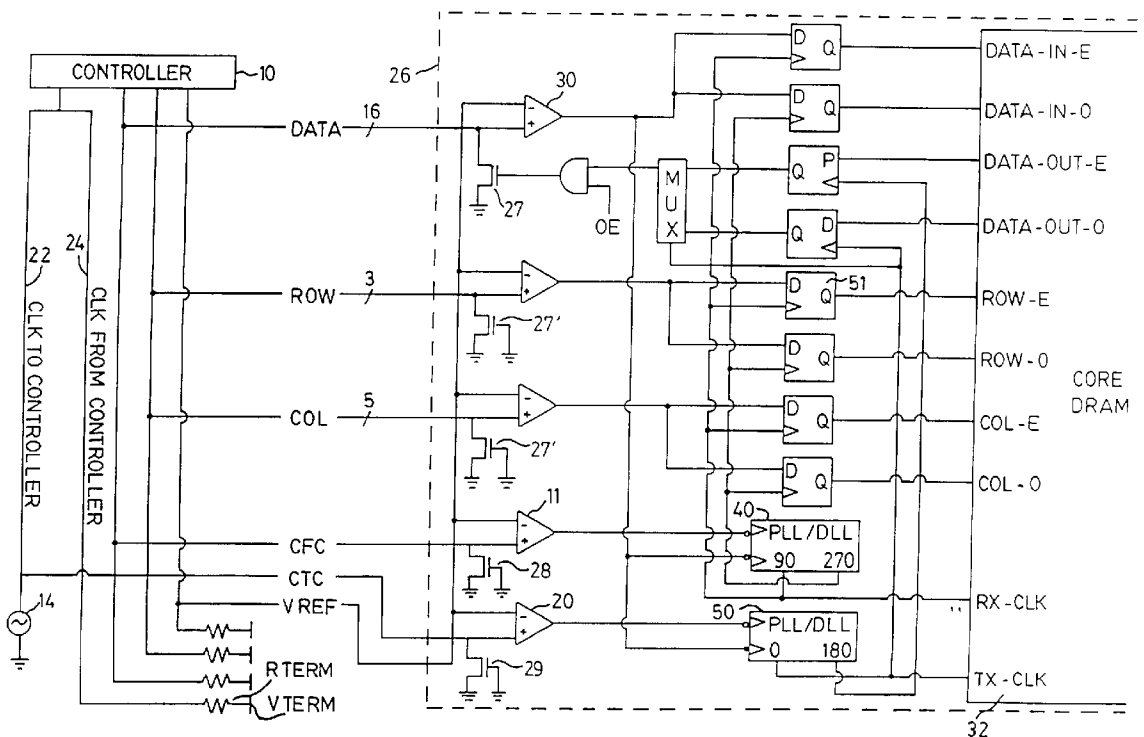 CONTROLLER
10
26
DATA
16
30
27
OE
MUX
D
Q
DATA-IN-E
D
Q
DATA-IN-O
Q
P
DATA-OUT-E
Q
D
DATA-OUT-O
22
CLK TO CONTROLLER
24
CLK FROM CONTROLLER
ROW
3
27'
D
Q
51
ROW-E
D
Q
ROW-O
CORE
DRAM
COL
5
27'
D
Q
COL-E
D
Q
COL-O
CFC
11
28
40
PLL/DLL
90 270
CTC
14
VREF
20
29
50
PLL/DLL
0 180
RX-CLK
TX-CLK
RTERM
VTERM
32